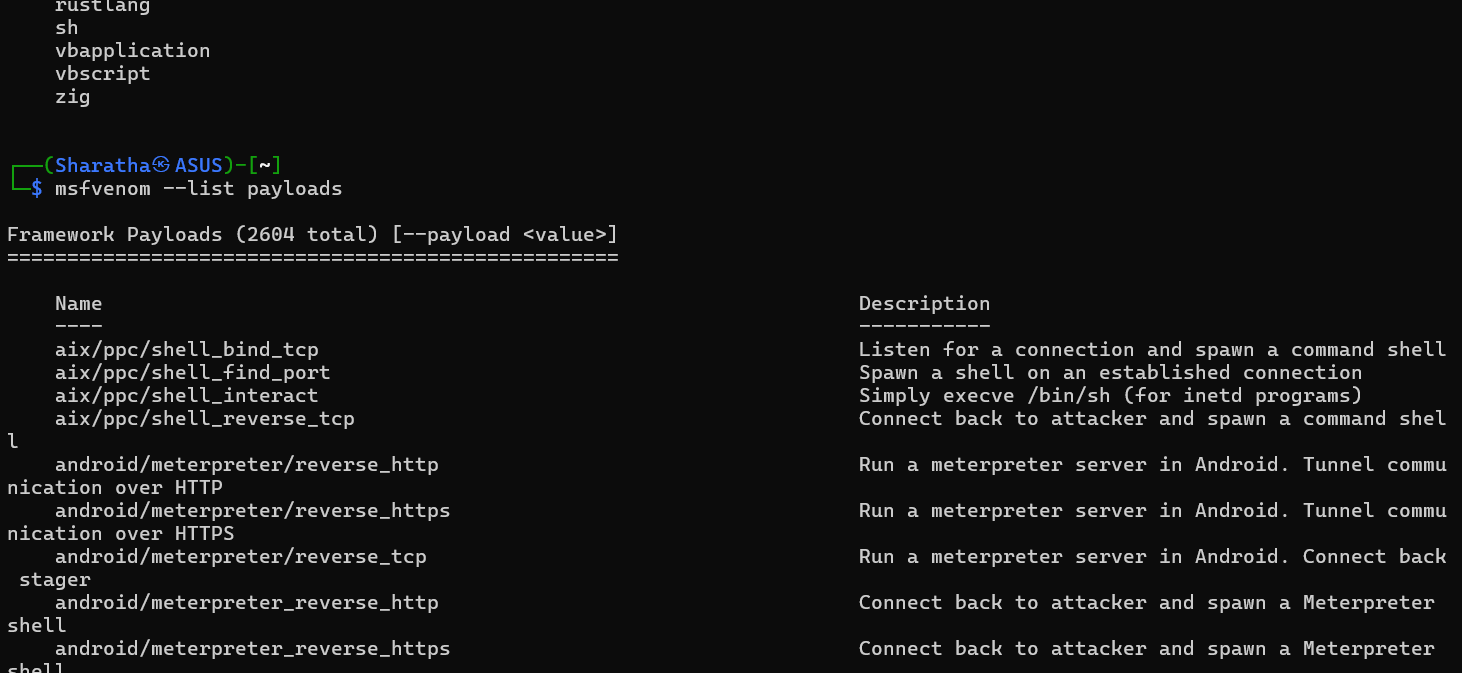 rustlang
sh
vbapplication
vbscript
zig
┌──(Sharatha㉿ASUS)-[~]
└─$ msfvenom --list payloads
Framework Payloads (2604 total) [--payload <value>]
===================================================
Name Description
---- -----------
aix/ppc/shell_bind_tcp Listen for a connection and spawn a command shell
aix/ppc/shell_find_port Spawn a shell on an established connection
aix/ppc/shell_interact Simply execve /bin/sh (for inetd programs)
aix/ppc/shell_reverse_tcp Connect back to attacker and spawn a command shel
l
android/meterpreter/reverse_http Run a meterpreter server in Android. Tunnel commu
nication over HTTP
android/meterpreter/reverse_https Run a meterpreter server in Android. Tunnel commu
nication over HTTPS
android/meterpreter/reverse_tcp Run a meterpreter server in Android. Connect back
stager
android/meterpreter_reverse_http Connect back to attacker and spawn a Meterpreter
shell
android/meterpreter_reverse_https Connect back to attacker and spawn a Meterpreter
shell